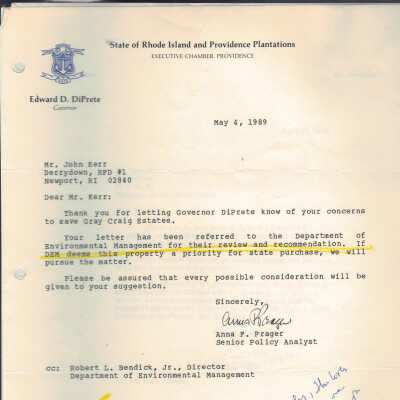 State of Rhode Island and Providence Plantations
EXECUTIVE CHAMBER, PROVIDENCE
Edward D. DiPrete
Governor
May 4, 1989
Mr. John Kerr
Derrydown, RFD #1
Newport, RI 02840
Dear Mr. Kerr:
Thank you for letting Governor DiPrete know of your concerns
to save Gray Craig Estates.
Your letter has been referred to the Department of
Environmental Management for their review and recommendation. If
DEM deems this property a priority for state purchase, we will
pursue the matter.
Please be assured that every possible consideration will be
given to your suggestion.
Sincerely,
Anna F. Prager
Anna F. Prager
Senior Policy Analyst
cc: Robert L. Bendick, Jr., Director
Department of Environmental Management